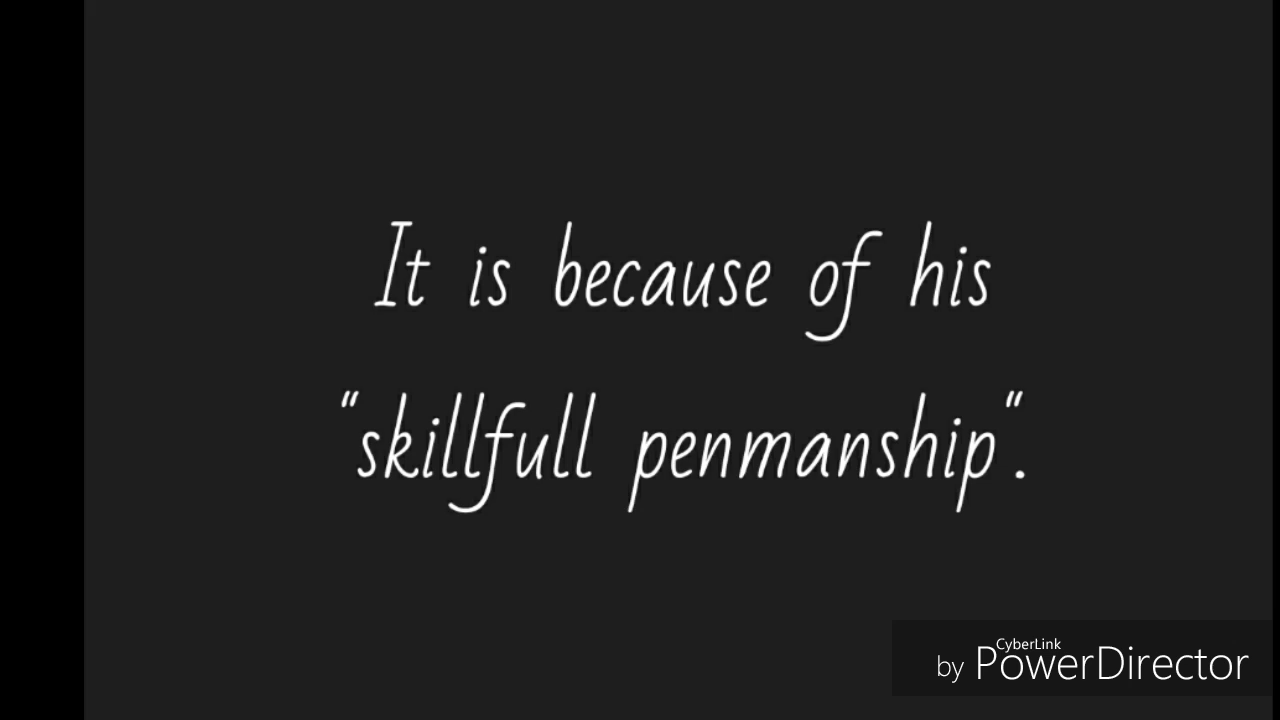 It is because of his
"skillfull penmanship".
by CyberLink PowerDirector